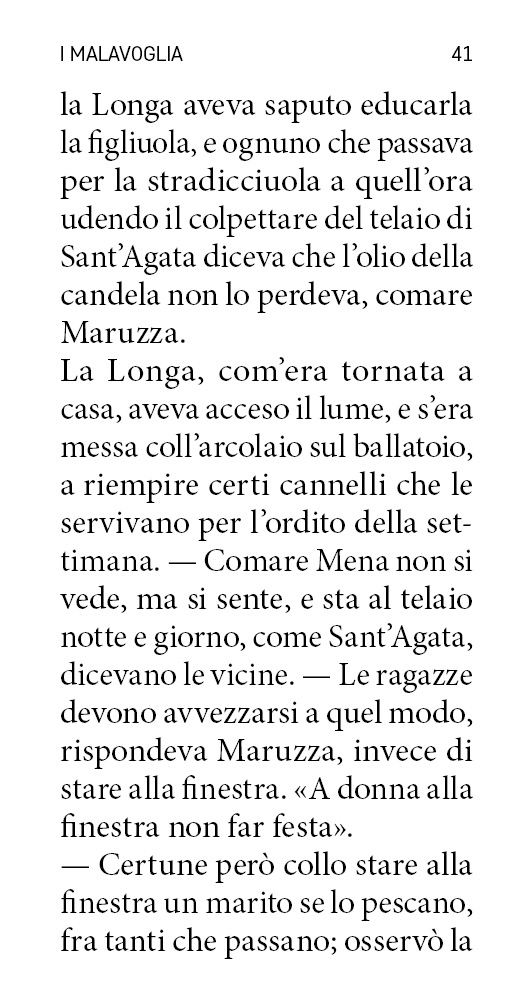 I MALAVOGLIA 41
la Longa aveva saputo educarla
la figliuola, e ognuno che passava
per la stradicciuola a quell’ora
udendo il colpettare del telaio di
Sant’Agata diceva che l’olio della
candela non lo perdeva, comare
Maruzza.
La Longa, com’era tornata a
casa, aveva acceso il lume, e s’era
messa coll’arcolaio sul ballatoio,
a riempire certi cannelli che le
servivano per l’ordito della set-
timana. — Comare Mena non si
vede, ma si sente, e sta al telaio
notte e giorno, come Sant’Agata,
dicevano le vicine. — Le ragazze
devono avvezzarsi a quel modo,
rispondeva Maruzza, invece di
stare alla finestra. «A donna alla
finestra non far festa».
— Certune però collo stare alla
finestra un marito se lo pescano,
fra tanti che passano; osservò la